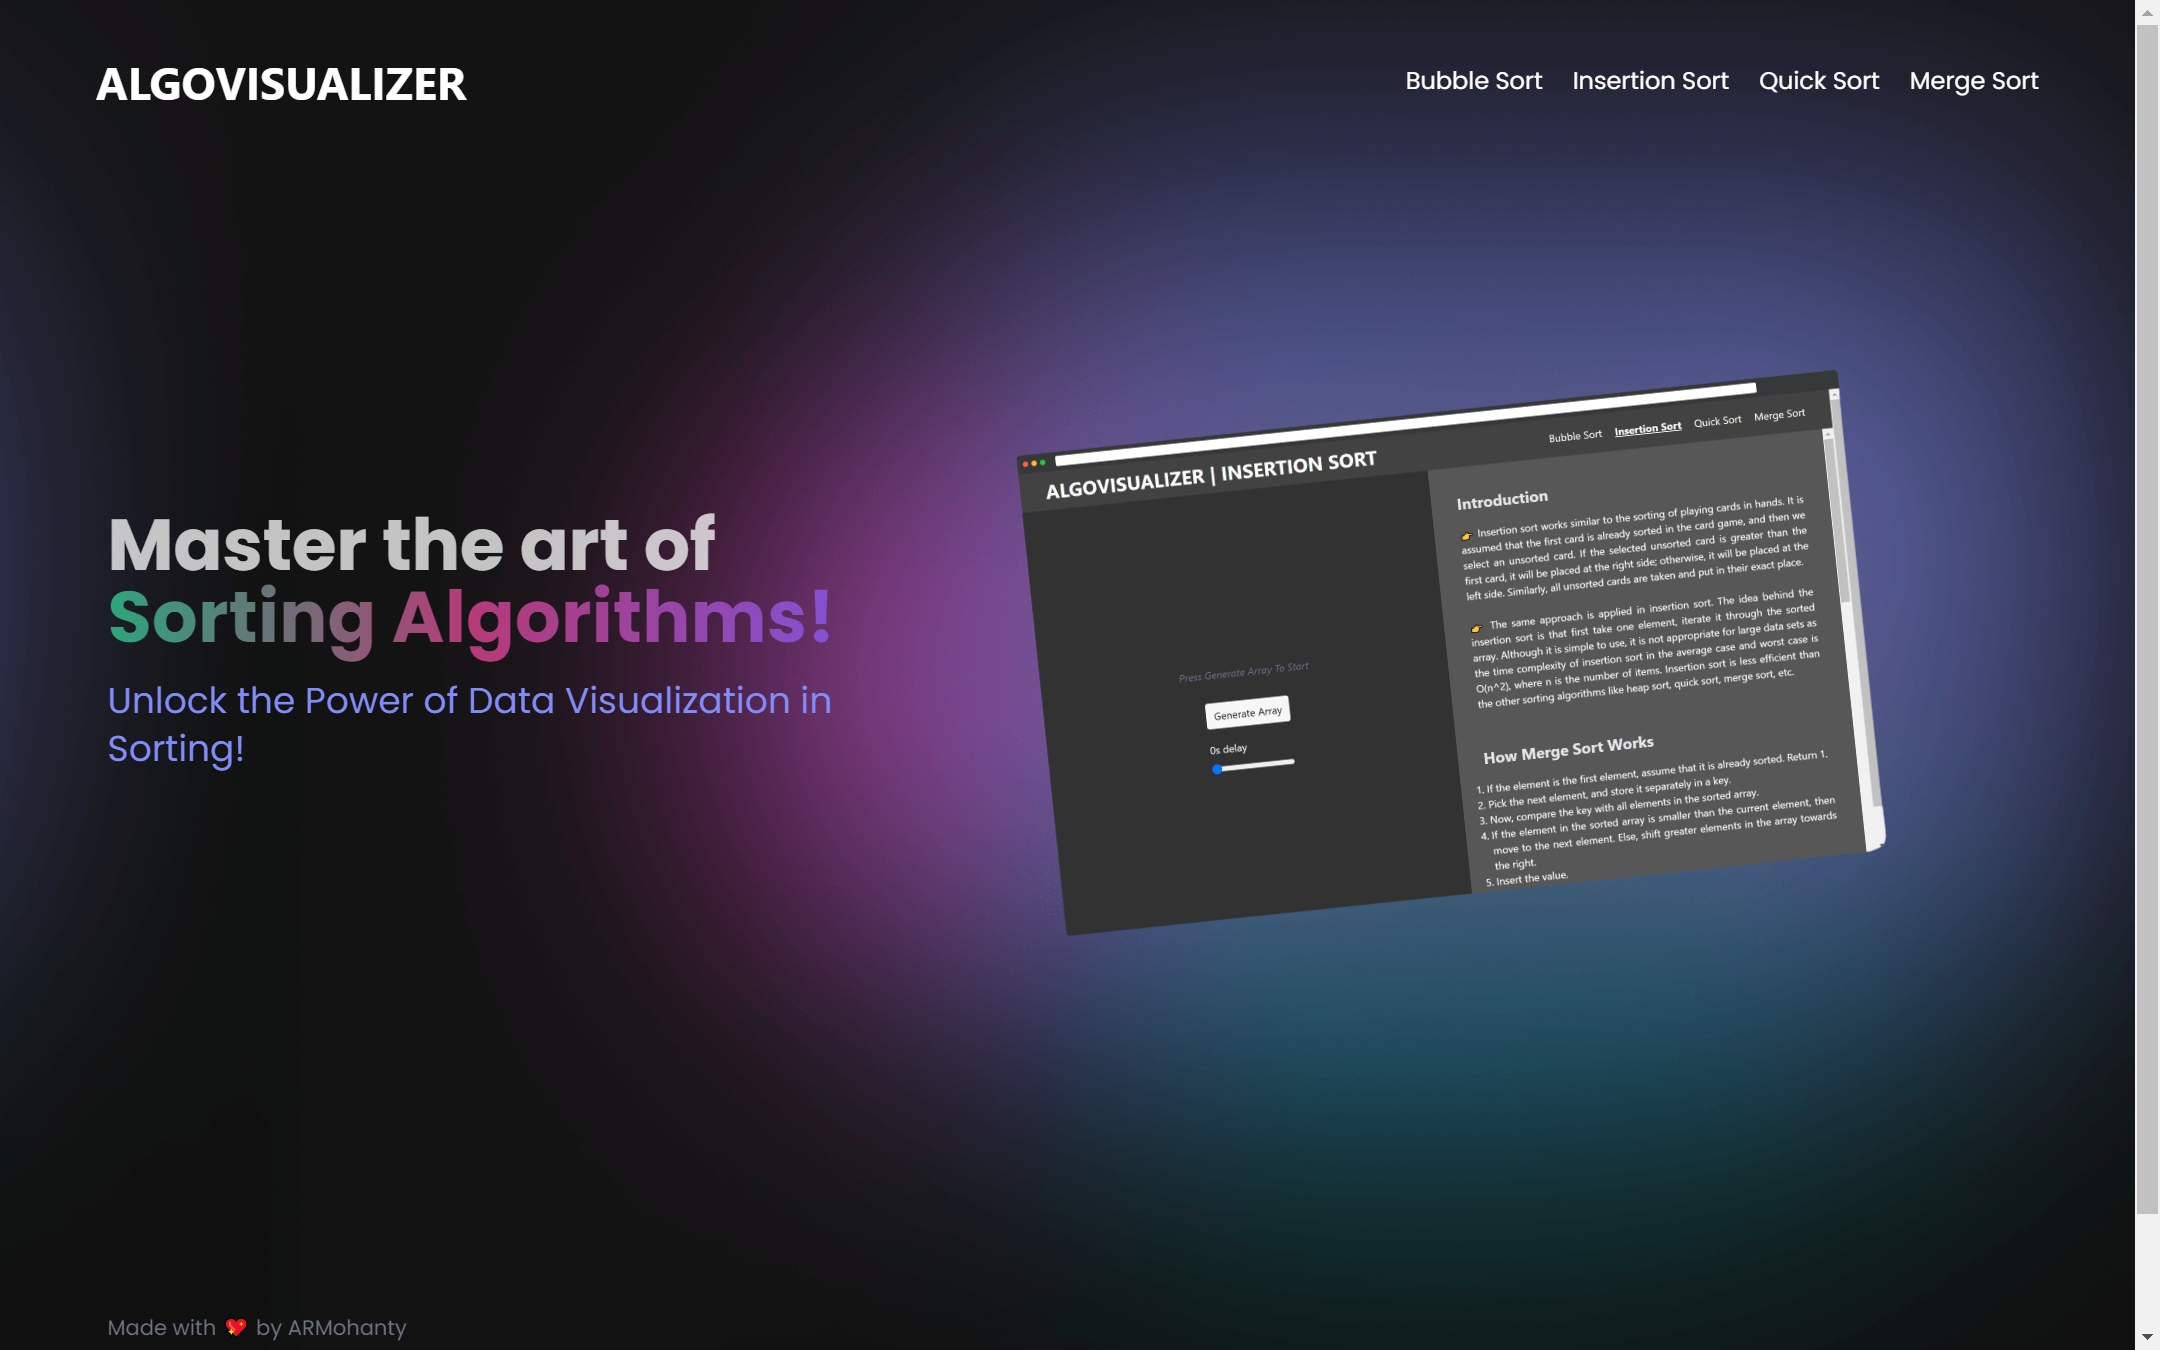 ALGOVISUALIZER
Bubble Sort Insertion Sort Quick Sort Merge Sort
Master the art of
Sorting Algorithms!
Unlock the Power of Data Visualization in
Sorting!
Bubble Sort Insertion Sort Quick Sort Merge Sort
ALGOVISUALIZER | INSERTION SORT
Press Generate Array To Start
Generate Array
0s delay
Introduction
👉 Insertion sort works similar to the sorting of playing cards in hands. It is
assumed that the first card is already sorted in the card game, and then we
select an unsorted card. If the selected unsorted card is greater than the
first card, it will be placed at the right side; otherwise, it will be placed at the
left side. Similarly, all unsorted cards are taken and put in their exact place.
👉 The same approach is applied in insertion sort. The idea behind the
insertion sort is that first take one element, iterate it through the sorted
array. Although it is simple to use, it is not appropriate for large data sets as
the time complexity of insertion sort in the average case and worst case is
O(n^2), where n is the number of items. Insertion sort is less efficient than
the other sorting algorithms like heap sort, quick sort, merge sort, etc.
How Merge Sort Works
1. If the element is the first element, assume that it is already sorted. Return 1.
2. Pick the next element, and store it separately in a key.
3. Now, compare the key with all elements in the sorted array.
4. If the element in the sorted array is smaller than the current element, then
move to the next element. Else, shift greater elements in the array towards
the right.
5. Insert the value.
Made with 💖 by ARMohanty